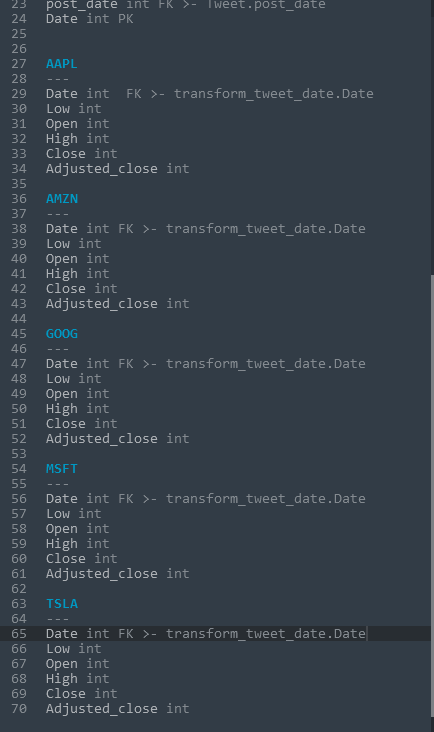 23 post_date int FK >- Tweet.post_date
24 Date int PK
25
26
27 AAPL
28 ---
29 Date int  FK >- transform_tweet_date.Date
30 Low int
31 Open int
32 High int
33 Close int
34 Adjusted_close int
35
36 AMZN
37 ---
38 Date int FK >- transform_tweet_date.Date
39 Low int
40 Open int
41 High int
42 Close int
43 Adjusted_close int
44
45 GOOG
46 ---
47 Date int FK >- transform_tweet_date.Date
48 Low int
49 Open int
50 High int
51 Close int
52 Adjusted_close int
53
54 MSFT
55 ---
56 Date int FK >- transform_tweet_date.Date
57 Low int
58 Open int
59 High int
60 Close int
61 Adjusted_close int
62
63 TSLA
64 ---
65 Date int FK >- transform_tweet_date.Date
66 Low int
67 Open int
68 High int
69 Close int
70 Adjusted_close int